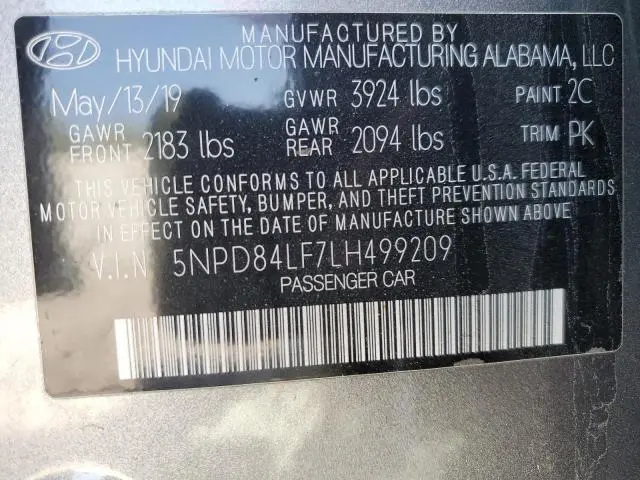 MANUFACTURED BY
HYUNDAI MOTOR MANUFACTURING ALABAMA, LLC
May/13/19 GVWR 3924 lbs PAINT 2C
GAWR FRONT 2183 lbs GAWR REAR 2094 lbs TRIM PK
THIS VEHICLE CONFORMS TO ALL APPLICABLE U.S.A. FEDERAL
MOTOR VEHICLE SAFETY, BUMPER, AND THEFT PREVENTION STANDARDS
IN EFFECT ON THE DATE OF MANUFACTURE SHOWN ABOVE
V.I.N 5NPD84LF7LH499209
PASSENGER CAR